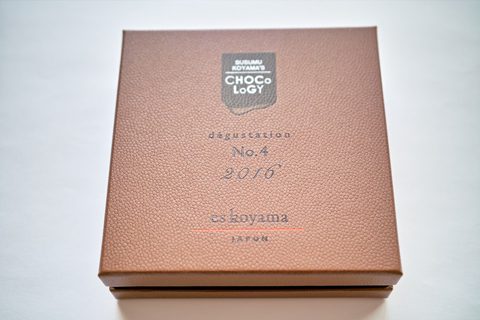 SUSUMU
KOYAMA'S
CHOCo
LoGY
dégustation
No.4
2016
es koyama
JAPON